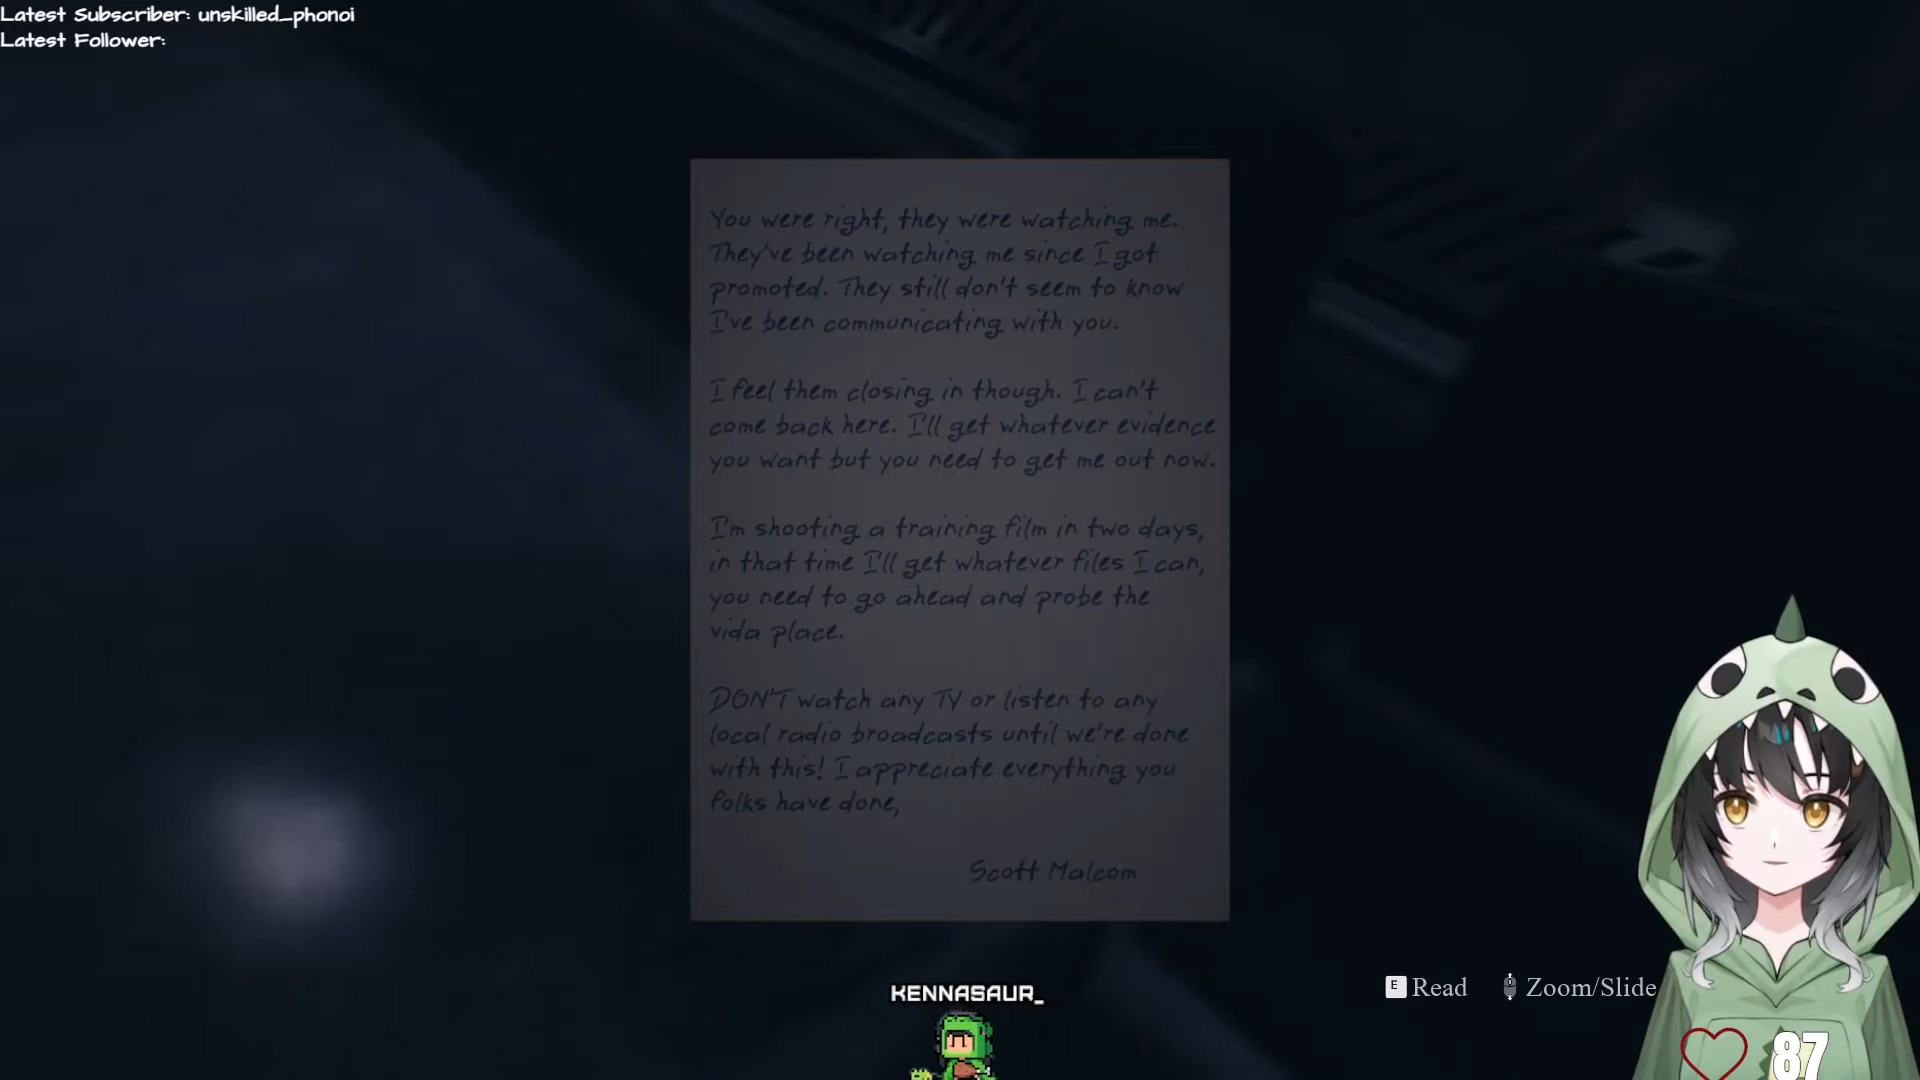 Latest Subscriber: unskilled_phonoi
Latest Follower:
You were right, they were watching me.
They've been watching me since I got
promoted. They still don't seem to know
I've been communicating with you.
I feel them closing in though. I can't
come back here. I'll get whatever evidence
you want but you need to get me out now.
I'm shooting a training film in two days,
in that time I'll get whatever files I can,
you need to go ahead and probe the
vida place.
DON'T watch any TV or listen to any
local radio broadcasts until we're done
with this! I appreciate everything you
folks have done,
Scott Malcom
E Read Zoom/Slide
KENNASAUR_
87